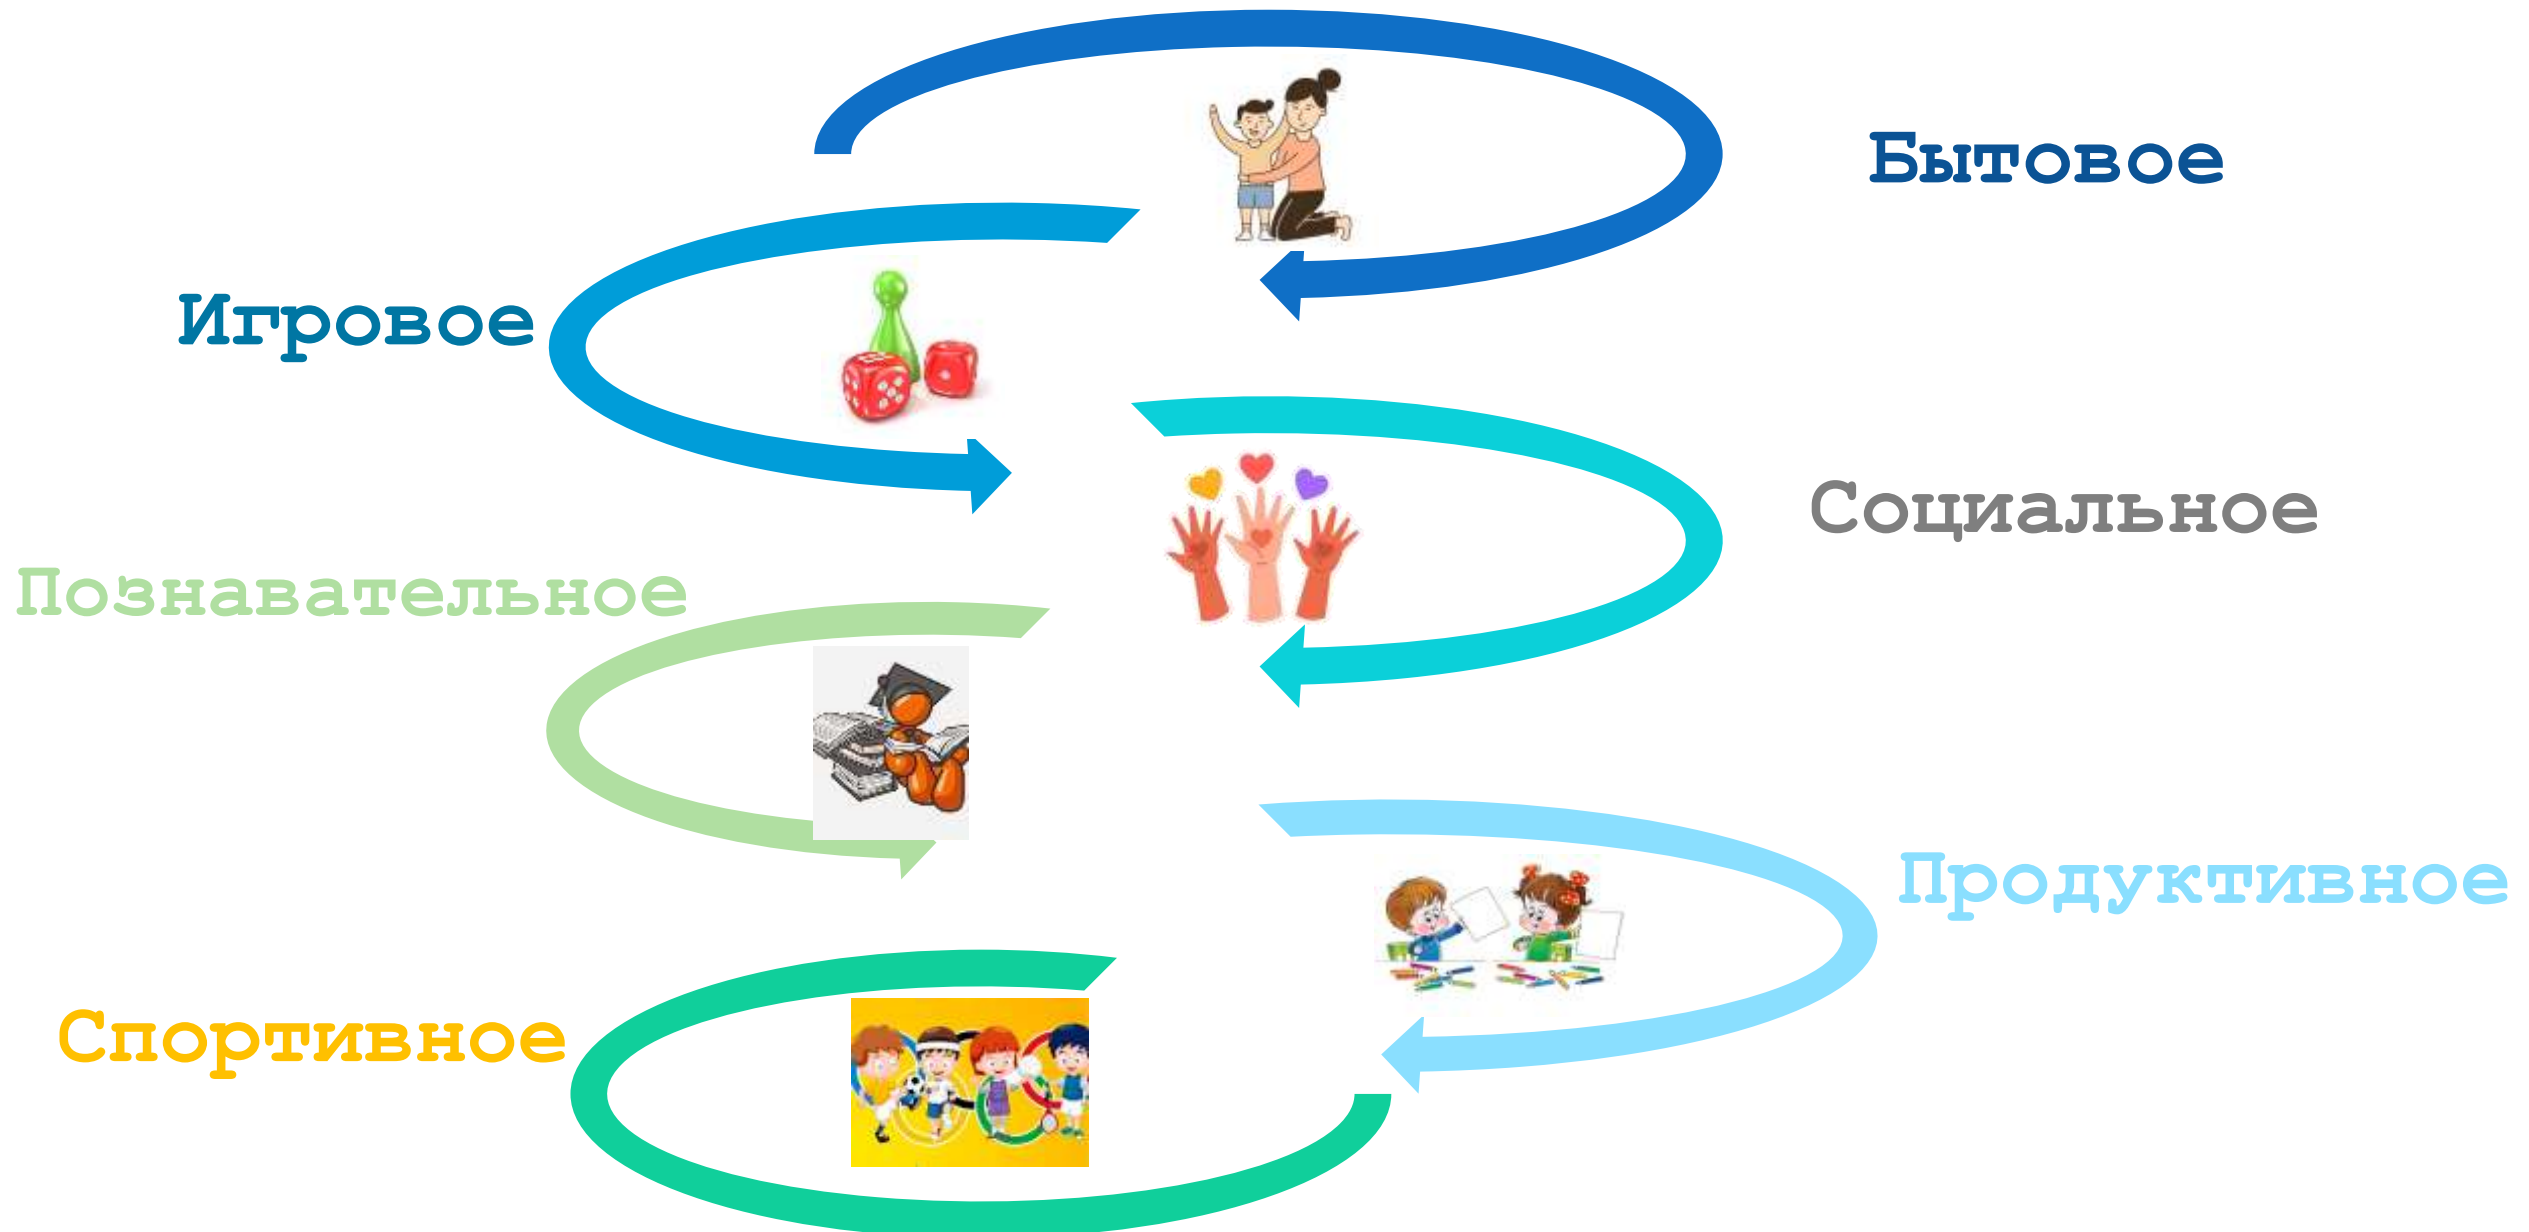 Бытовое
Игровое
Социальное
Познавательное
Продуктивное
Спортивное